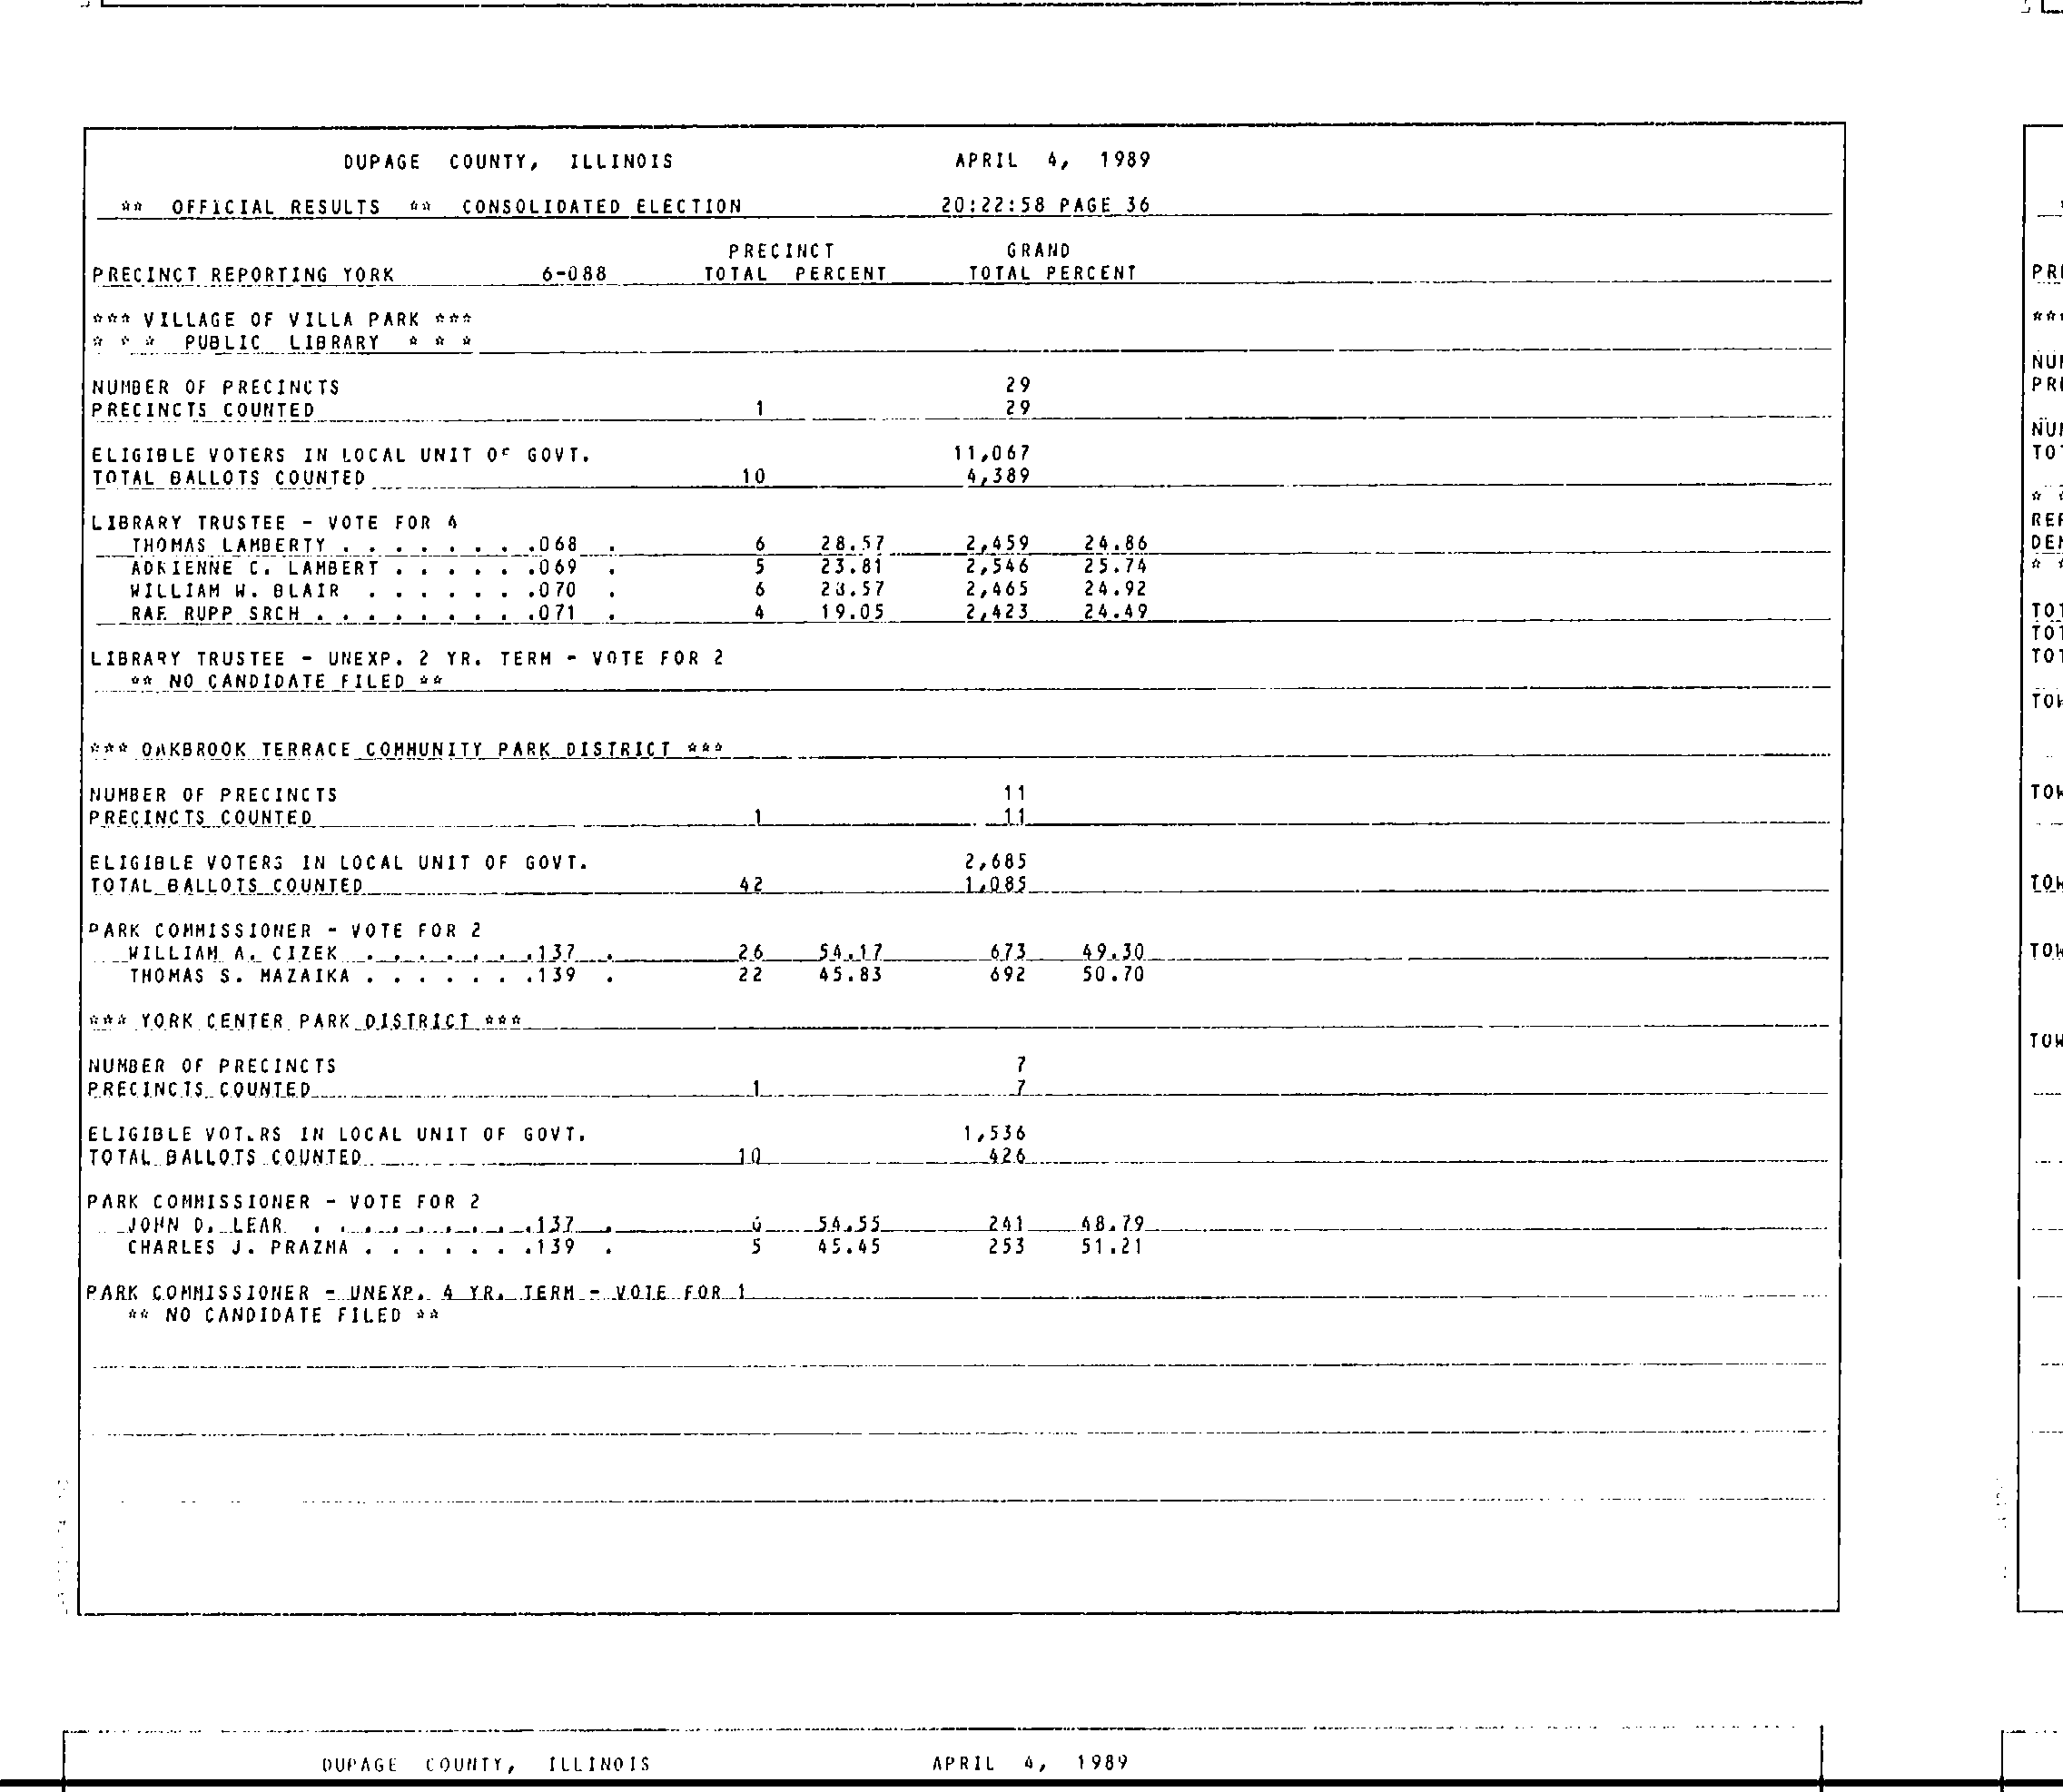 DUPAGE COUNTY, ILLINOIS APRIL 4, 1989
** OFFICIAL RESULTS ** CONSOLIDATED ELECTION 20:22:58 PAGE 36
PRECINCT GRAND
PRECINCT REPORTING YORK 6-088 TOTAL PERCENT TOTAL PERCENT
*** VILLAGE OF VILLA PARK ***
* * * PUBLIC LIBRARY * * *
NUMBER OF PRECINCTS 29
PRECINCTS COUNTED 1 29
ELIGIBLE VOTERS IN LOCAL UNIT OF GOVT. 11,067
TOTAL BALLOTS COUNTED 10 4,389
LIBRARY TRUSTEE - VOTE FOR 4
THOMAS LAMBERTY . . . . . . . .068 . 6 28.57 2,459 24.86
ADRIENNE C. LAMBERT . . . . . .069 . 5 23.81 2,546 25.74
WILLIAM W. BLAIR . . . . . . .070 . 6 28.57 2,465 24.92
RAE RUPP SRCH . . . . . . . . .071 . 4 19.05 2,423 24.49
LIBRARY TRUSTEE - UNEXP. 2 YR. TERM - VOTE FOR 2
** NO CANDIDATE FILED **
*** OAKBROOK TERRACE COMMUNITY PARK DISTRICT ***
NUMBER OF PRECINCTS 11
PRECINCTS COUNTED 1 11
ELIGIBLE VOTERS IN LOCAL UNIT OF GOVT. 2,685
TOTAL BALLOTS COUNTED 42 1,085
PARK COMMISSIONER - VOTE FOR 2
WILLIAM A. CIZEK . . . . . . .137 . 26 54.17 673 49.30
THOMAS S. MAZAIKA . . . . . . .139 . 22 45.83 692 50.70
*** YORK CENTER PARK DISTRICT ***
NUMBER OF PRECINCTS 7
PRECINCTS COUNTED 1 7
ELIGIBLE VOTERS IN LOCAL UNIT OF GOVT. 1,536
TOTAL BALLOTS COUNTED 10 426
PARK COMMISSIONER - VOTE FOR 2
JOHN D. LEAR . . . . . . . . .137 . 6 54.55 241 48.79
CHARLES J. PRAZMA . . . . . . .139 . 5 45.45 253 51.21
PARK COMMISSIONER - UNEXP. 4 YR. TERM - VOTE FOR 1
** NO CANDIDATE FILED **
DUPAGE COUNTY, ILLINOIS APRIL 4, 1989